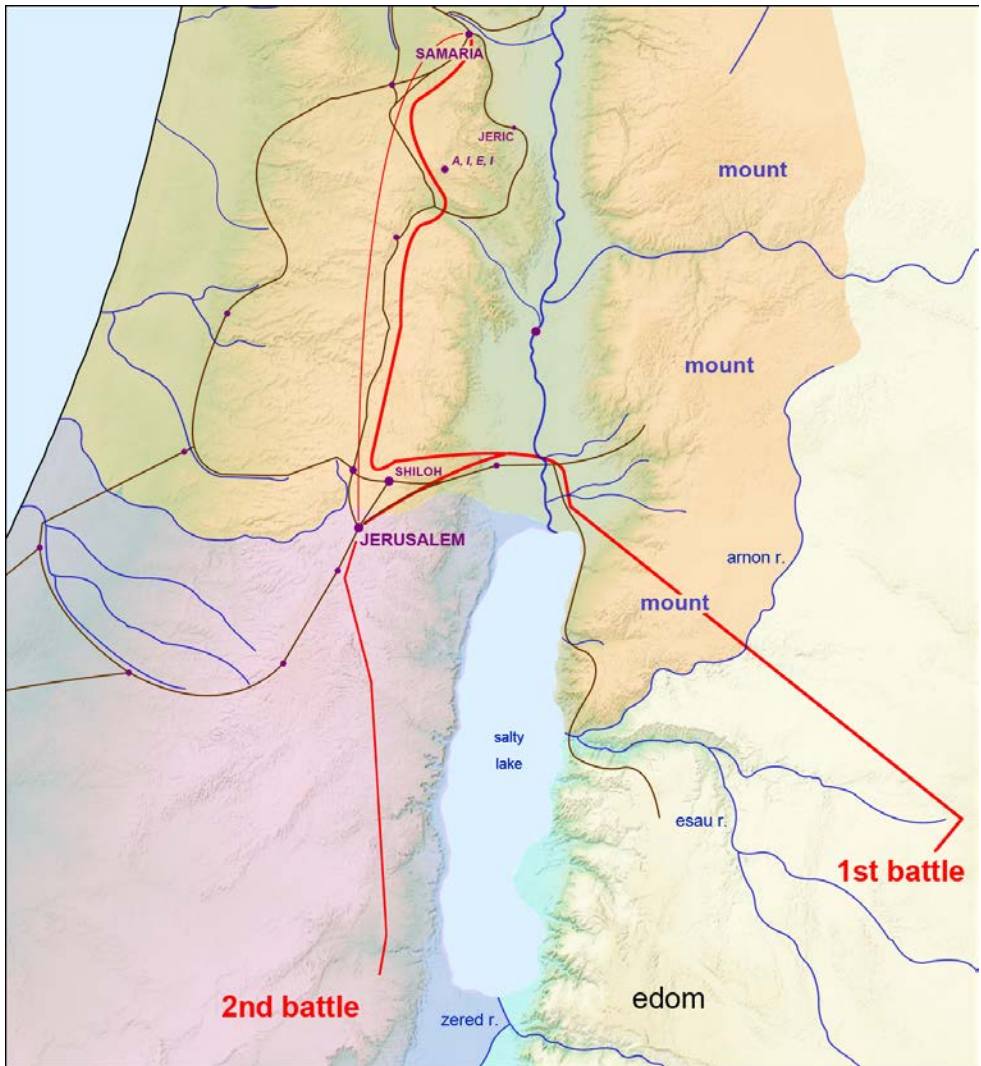 SAMARIA
JERIC
A, I, E, I
mount
mount
SHILOH
JERUSALEM
arnon r.
mount
salty
lake
esau r.
1st battle
edom
2nd battle
zered r.